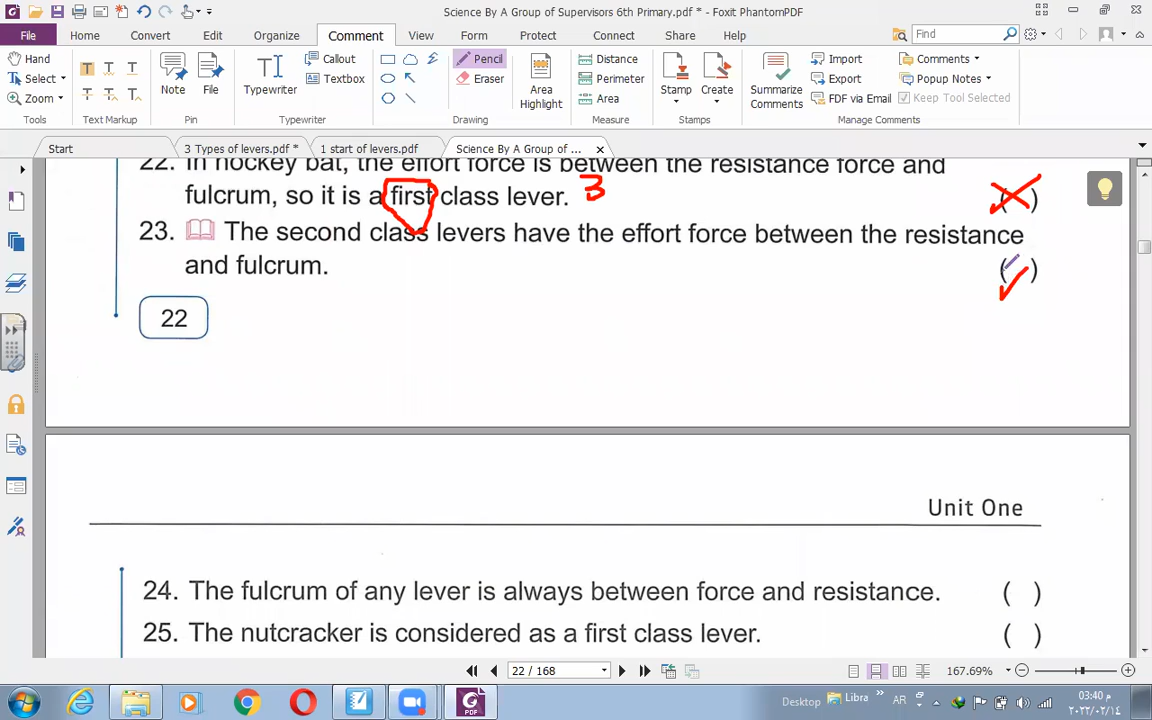 Science By A Group of Supervisors 6th Primary.pdf * - Foxit PhantomPDF
File Home Convert Edit Organize Comment View Form Protect Connect Share Help Find
Hand Select Zoom Tools
T T T T T T Text Markup
Note File
Typewriter Callout Textbox Typewriter
Pencil Eraser Drawing
Area Highlight
Distance Perimeter Area Measure
Stamp Create Stamps
Summarize Comments
Import Export FDF via Email
Comments Popup Notes Keep Tool Selected
Manage Comments
Start 3 Types of levers.pdf * 1 start of levers.pdf Science By A Group of ...
22. In hockey bat, the effort force is between the resistance force and
fulcrum, so it is a first class lever. 3 ( )
23. The second class levers have the effort force between the resistance
and fulcrum. ( )
22
Unit One
24. The fulcrum of any lever is always between force and resistance. ( )
25. The nutcracker is considered as a first class lever. ( )
22 / 168
167.69%
PDF
Desktop Libra AR
03:40 م
٢٠٢٢/٠٢/١٤